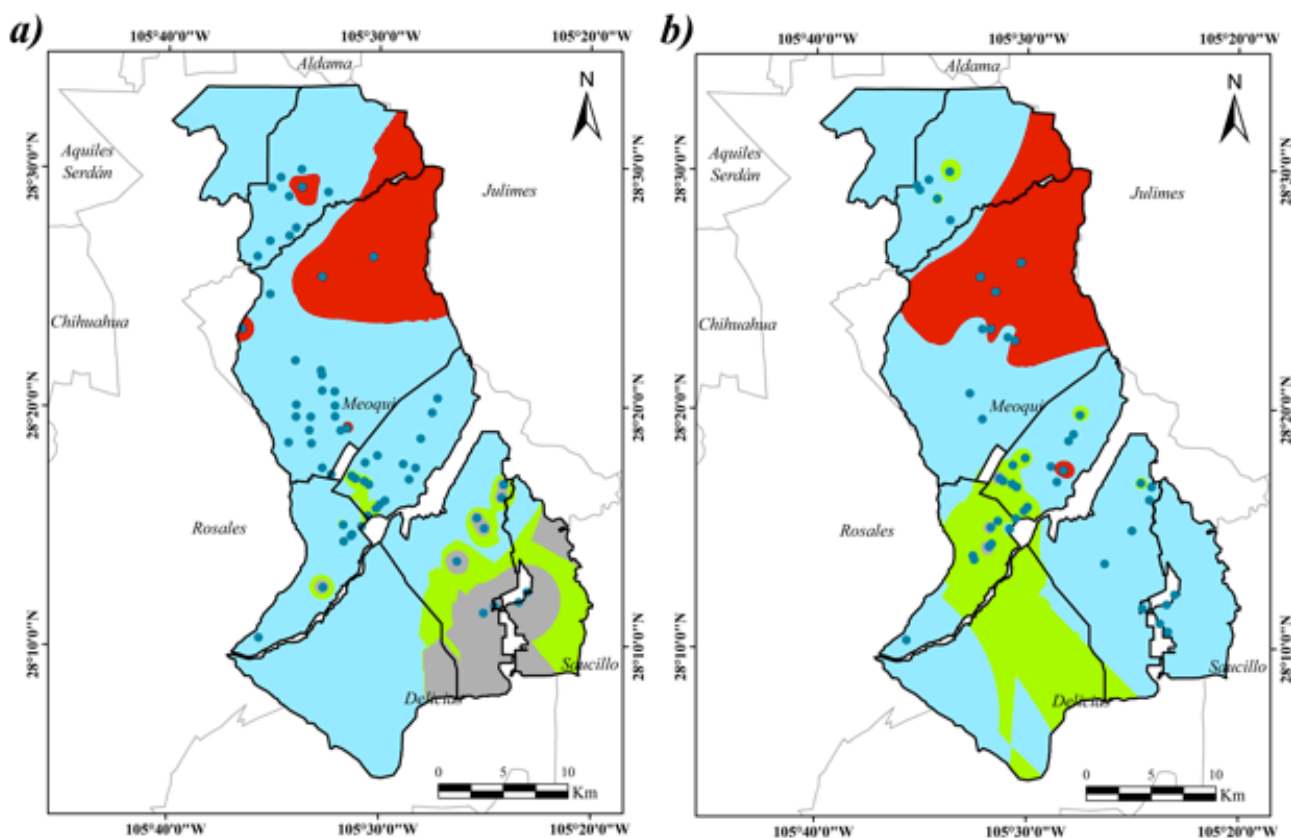 a)
105°40'0"W 105°30'0"W 105°20'0"W
Aldama
N
Aquiles
Serdán
Julimes
Chihuahua
Meoqui
Rosales
Saucillo
Delicias
28°30'0"N 28°30'0"N
28°20'0"N 28°20'0"N
28°10'0"N 28°10'0"N
0 5 10
Km
105°40'0"W 105°30'0"W 105°20'0"W
b)
105°40'0"W 105°30'0"W 105°20'0"W
Aldama
N
Aquiles
Serdán
Julimes
Chihuahua
Meoqui
Rosales
Saucillo
Delicias
28°30'0"N 28°30'0"N
28°20'0"N 28°20'0"N
28°10'0"N 28°10'0"N
0 5 10
Km
105°40'0"W 105°30'0"W 105°20'0"W